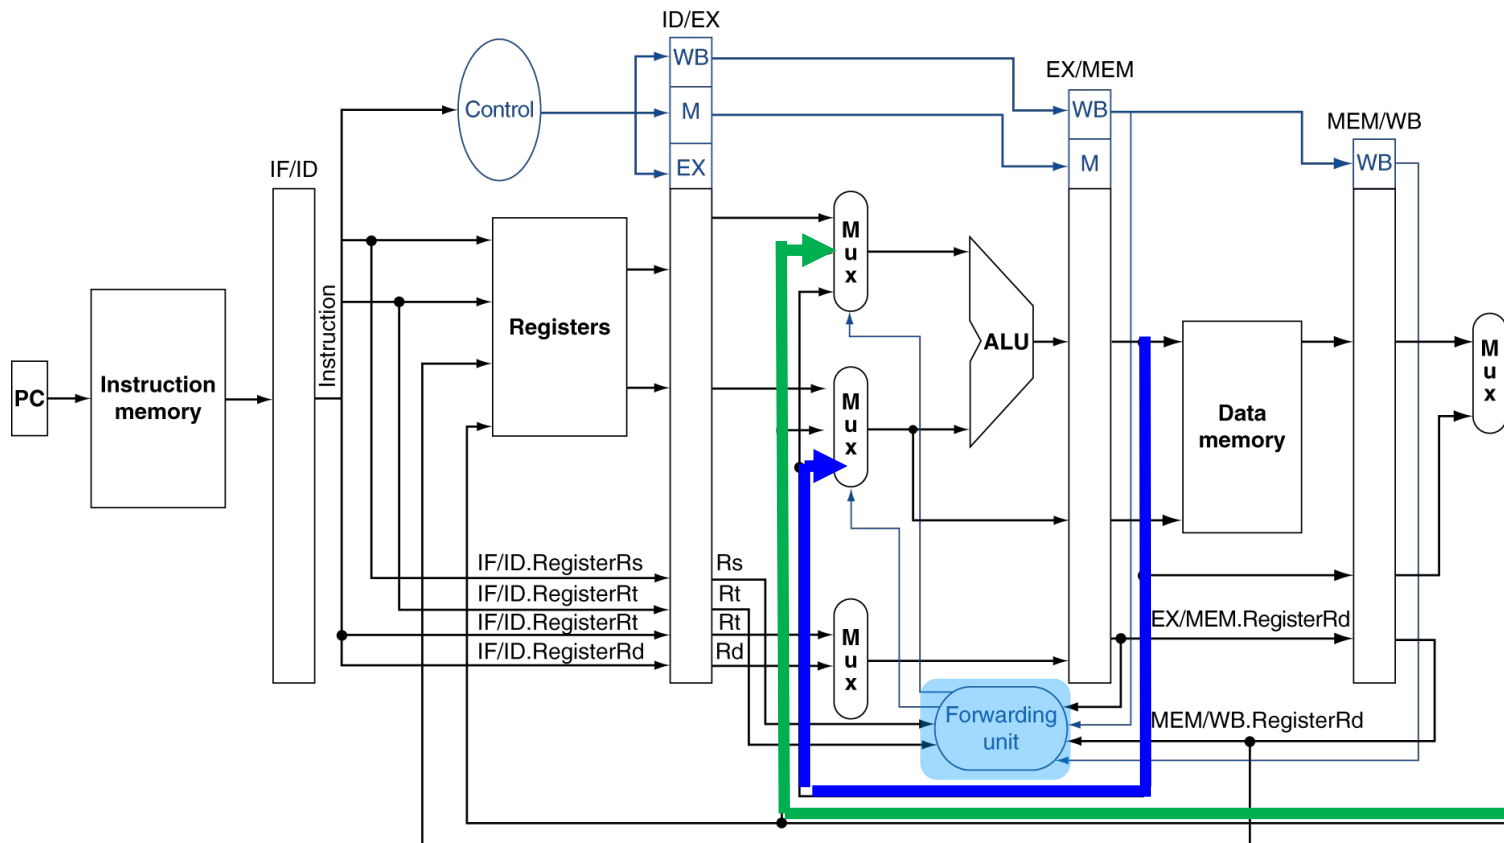 ID/EX
WB
EX/MEM
Control
M
WB
MEM/WB
IF/ID
EX
M
WB
M
u
x
Instruction
Registers
ALU
M
u
x
PC
Instruction
memory
M
u
x
Data
memory
IF/ID.RegisterRs
Rs
IF/ID.RegisterRt
Rt
IF/ID.RegisterRt
Rt
IF/ID.RegisterRd
Rd
M
u
x
EX/MEM.RegisterRd
Forwarding
unit
MEM/WB.RegisterRd